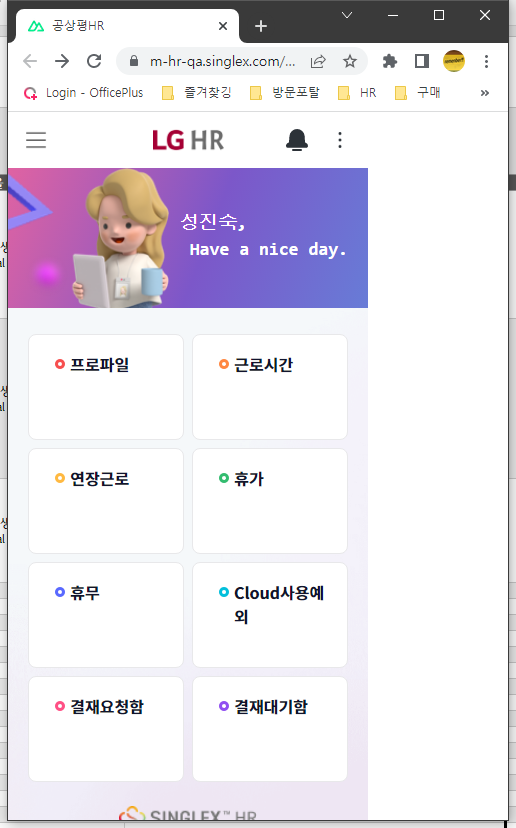 공상평HR
m-hr-qa.singlex.com/...
Login - OfficePlus
즐겨찾깅
방문포탈
HR
구매
LG HR
성진숙,
Have a nice day.
프로파일
근로시간
연장근로
휴가
휴무
Cloud사용예
외
결재요청함
결재대기함
SINGLEX™ HR